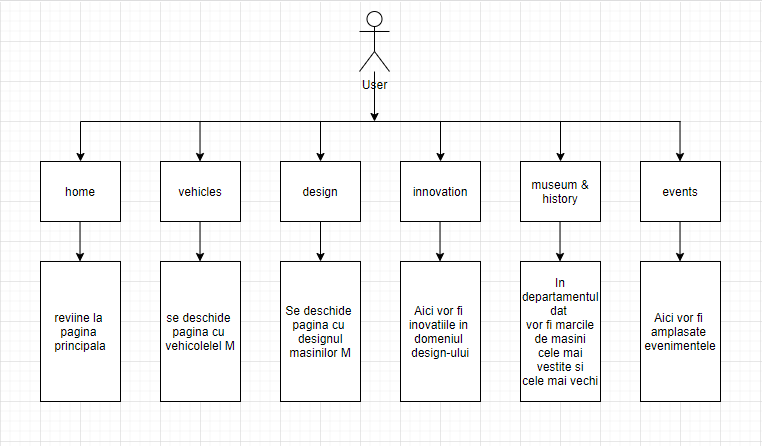 User
home
vehicles
design
innovation
museum &
history
events
reviine la
pagina
principala
se deschide
pagina cu
vehicolelel M
Se deschide
pagina cu
designul
masinilor M
Aici vor fi
inovatiile in
domeniul
design-ului
In
departamentul
dat
vor fi marcile
de masini
cele mai
vestite si
cele mai vechi
Aici vor fi
amplasate
evenimentele